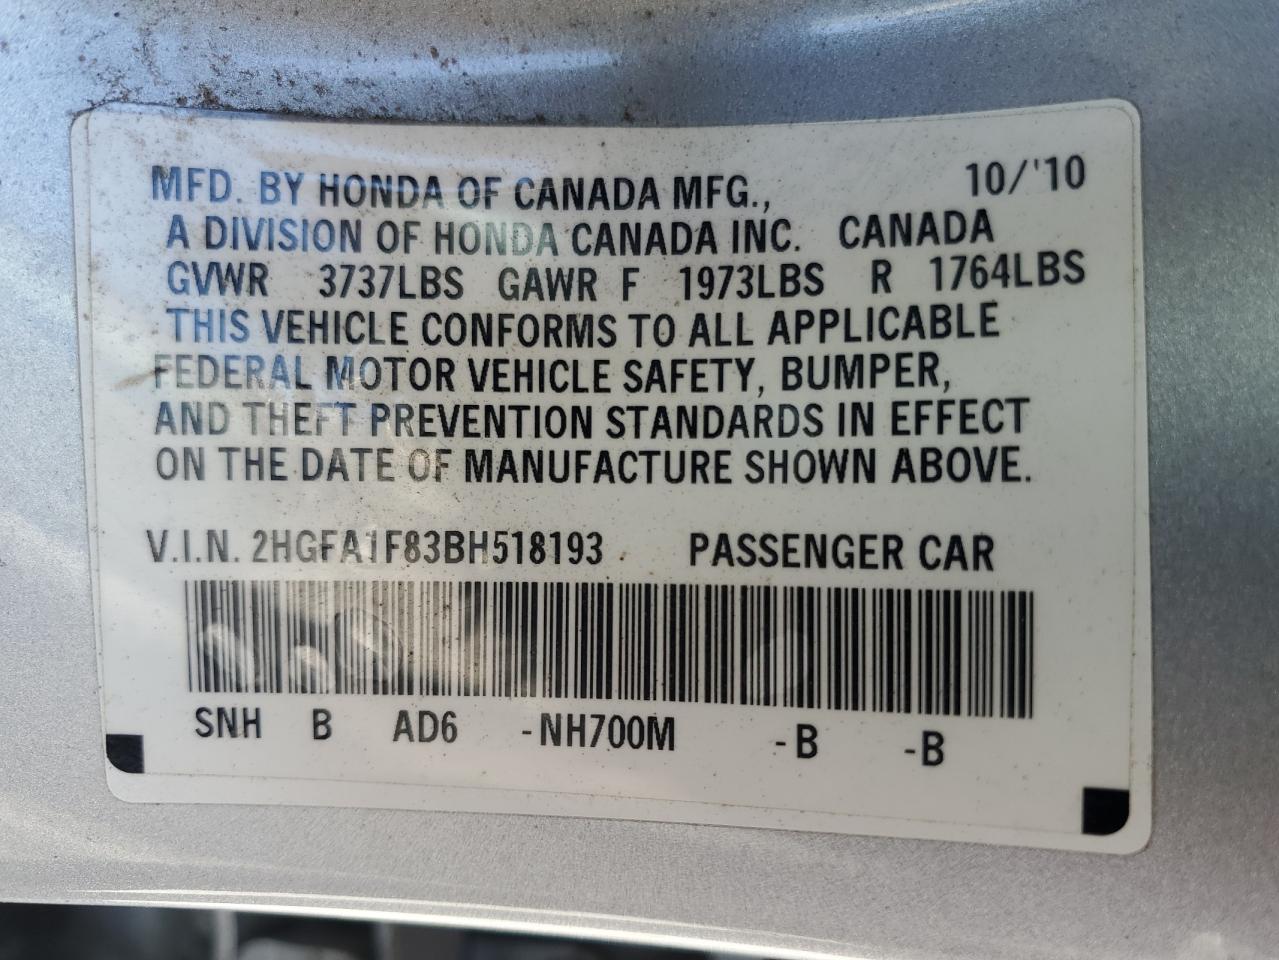 MFD. BY HONDA OF CANADA MFG., 10/'10
A DIVISION OF HONDA CANADA INC. CANADA
GVWR 3737LBS GAWR F 1973LBS R 1764LBS
THIS VEHICLE CONFORMS TO ALL APPLICABLE
FEDERAL MOTOR VEHICLE SAFETY, BUMPER,
AND THEFT PREVENTION STANDARDS IN EFFECT
ON THE DATE OF MANUFACTURE SHOWN ABOVE.
V.I.N. 2HGFA1F83BH518193 PASSENGER CAR
SNH B AD6 -NH700M -B -B